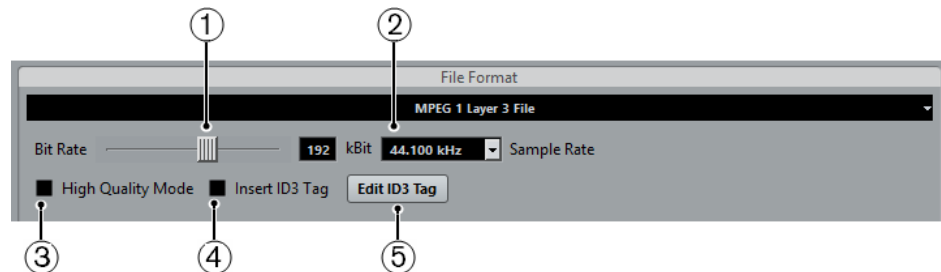 ① ②
File Format
MPEG 1 Layer 3 File
Bit Rate 192 kBit 44.100 kHz Sample Rate
High Quality Mode Insert ID3 Tag Edit ID3 Tag
③ ④ ⑤